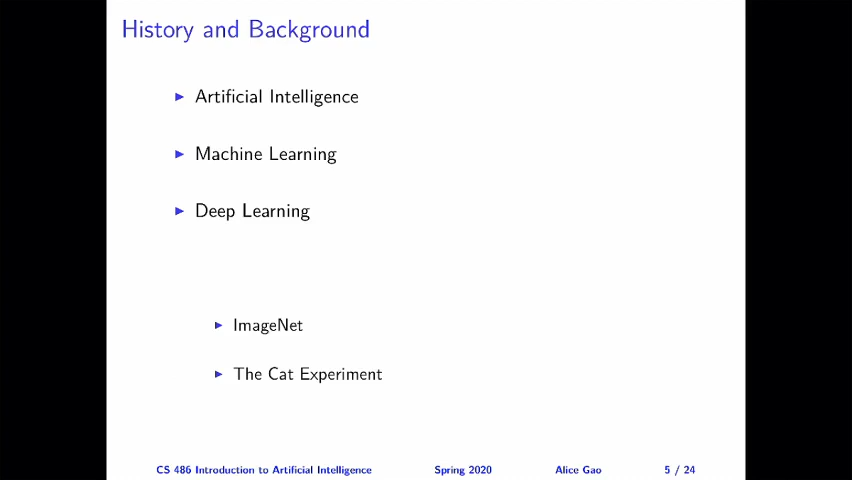 History and Background
Artificial Intelligence
Machine Learning
Deep Learning
ImageNet
The Cat Experiment
CS 486 Introduction to Artificial Intelligence Spring 2020 Alice Gao 5 / 24